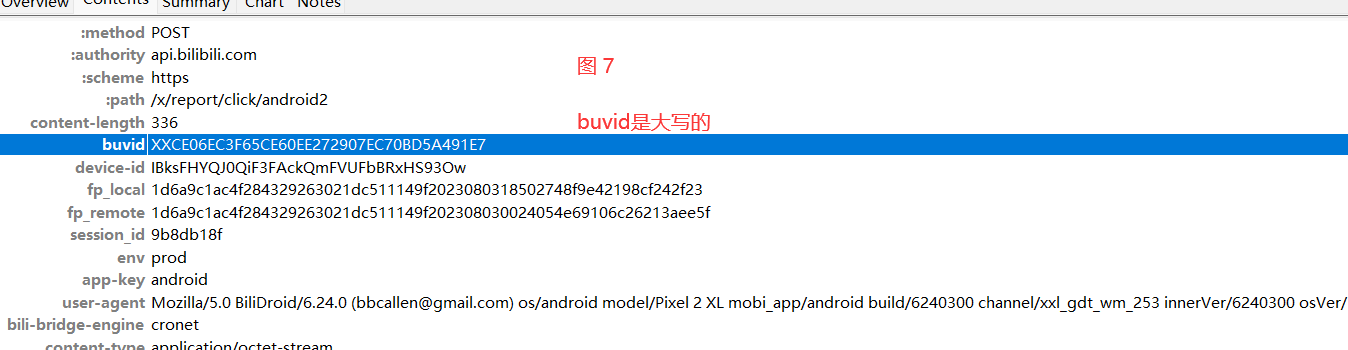 Overview Contents Summary Chart Notes
:method POST
:authority api.bilibili.com
图 7
:scheme https
:path /x/report/click/android2
content-length 336
buvid是大写的
buvid XXCE06EC3F65CE60EE272907EC70BD5A491E7
device-id IBksFHYQJ0QiF3FAckQmFVUFbBRxHS93Ow
fp_local 1d6a9c1ac4f284329263021dc511149f2023080318502748f9e42198cf242f23
fp_remote 1d6a9c1ac4f284329263021dc511149f202308030024054e69106c26213aee5f
session_id 9b8db18f
env prod
app-key android
user-agent Mozilla/5.0 BiliDroid/6.24.0 (bbcallen@gmail.com) os/android model/Pixel 2 XL mobi_app/android build/6240300 channel/xxl_gdt_wm_253 innerVer/6240300 osVer/
bili-bridge-engine cronet
content-type application/octet-stream